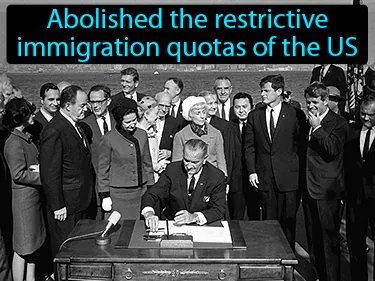 Abolished the restrictive
immigration quotas of the US